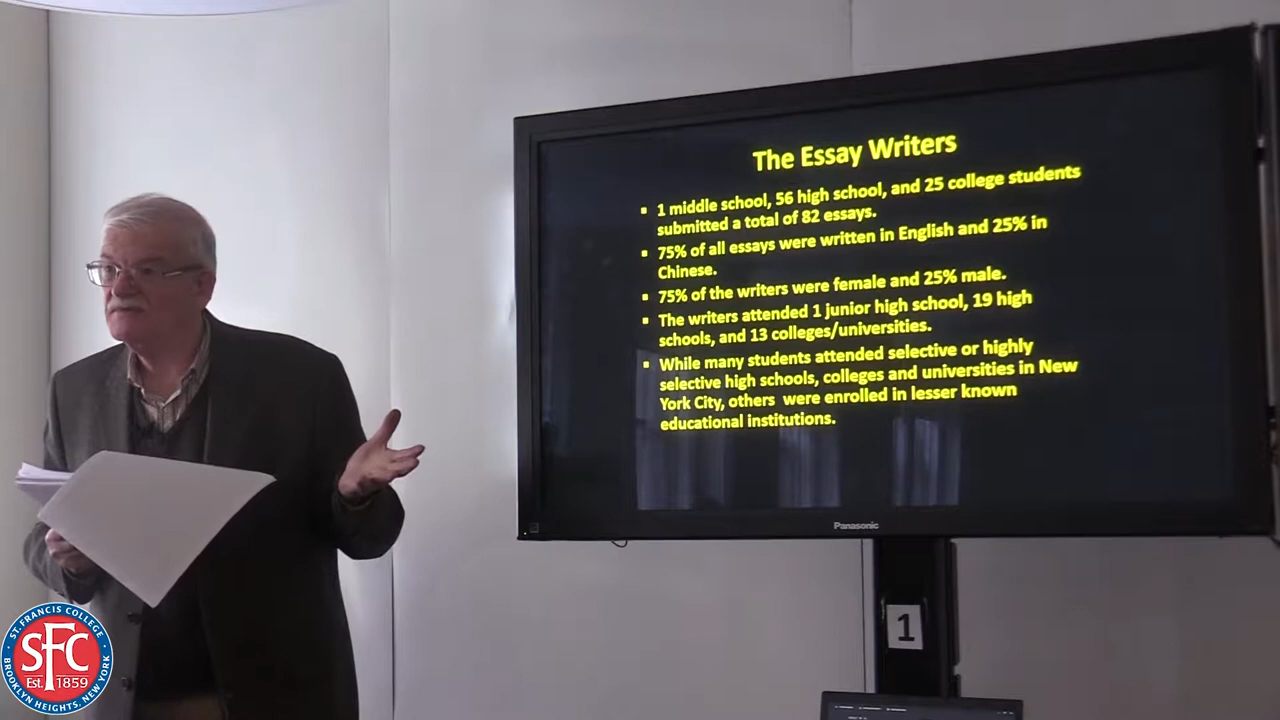 The Essay Writers
▪ 1 middle school, 56 high school, and 25 college students
submitted a total of 82 essays.
▪ 75% of all essays were written in English and 25% in
Chinese.
▪ 75% of the writers were female and 25% male.
▪ The writers attended 1 junior high school, 19 high
schools, and 13 colleges/universities.
▪ While many students attended selective or highly
selective high schools, colleges and universities in New
York City, others were enrolled in lesser known
educational institutions.
Panasonic
1
ST. FRANCIS COLLEGE
SFC
EST. 1859
BROOKLYN HEIGHTS, NEW YORK